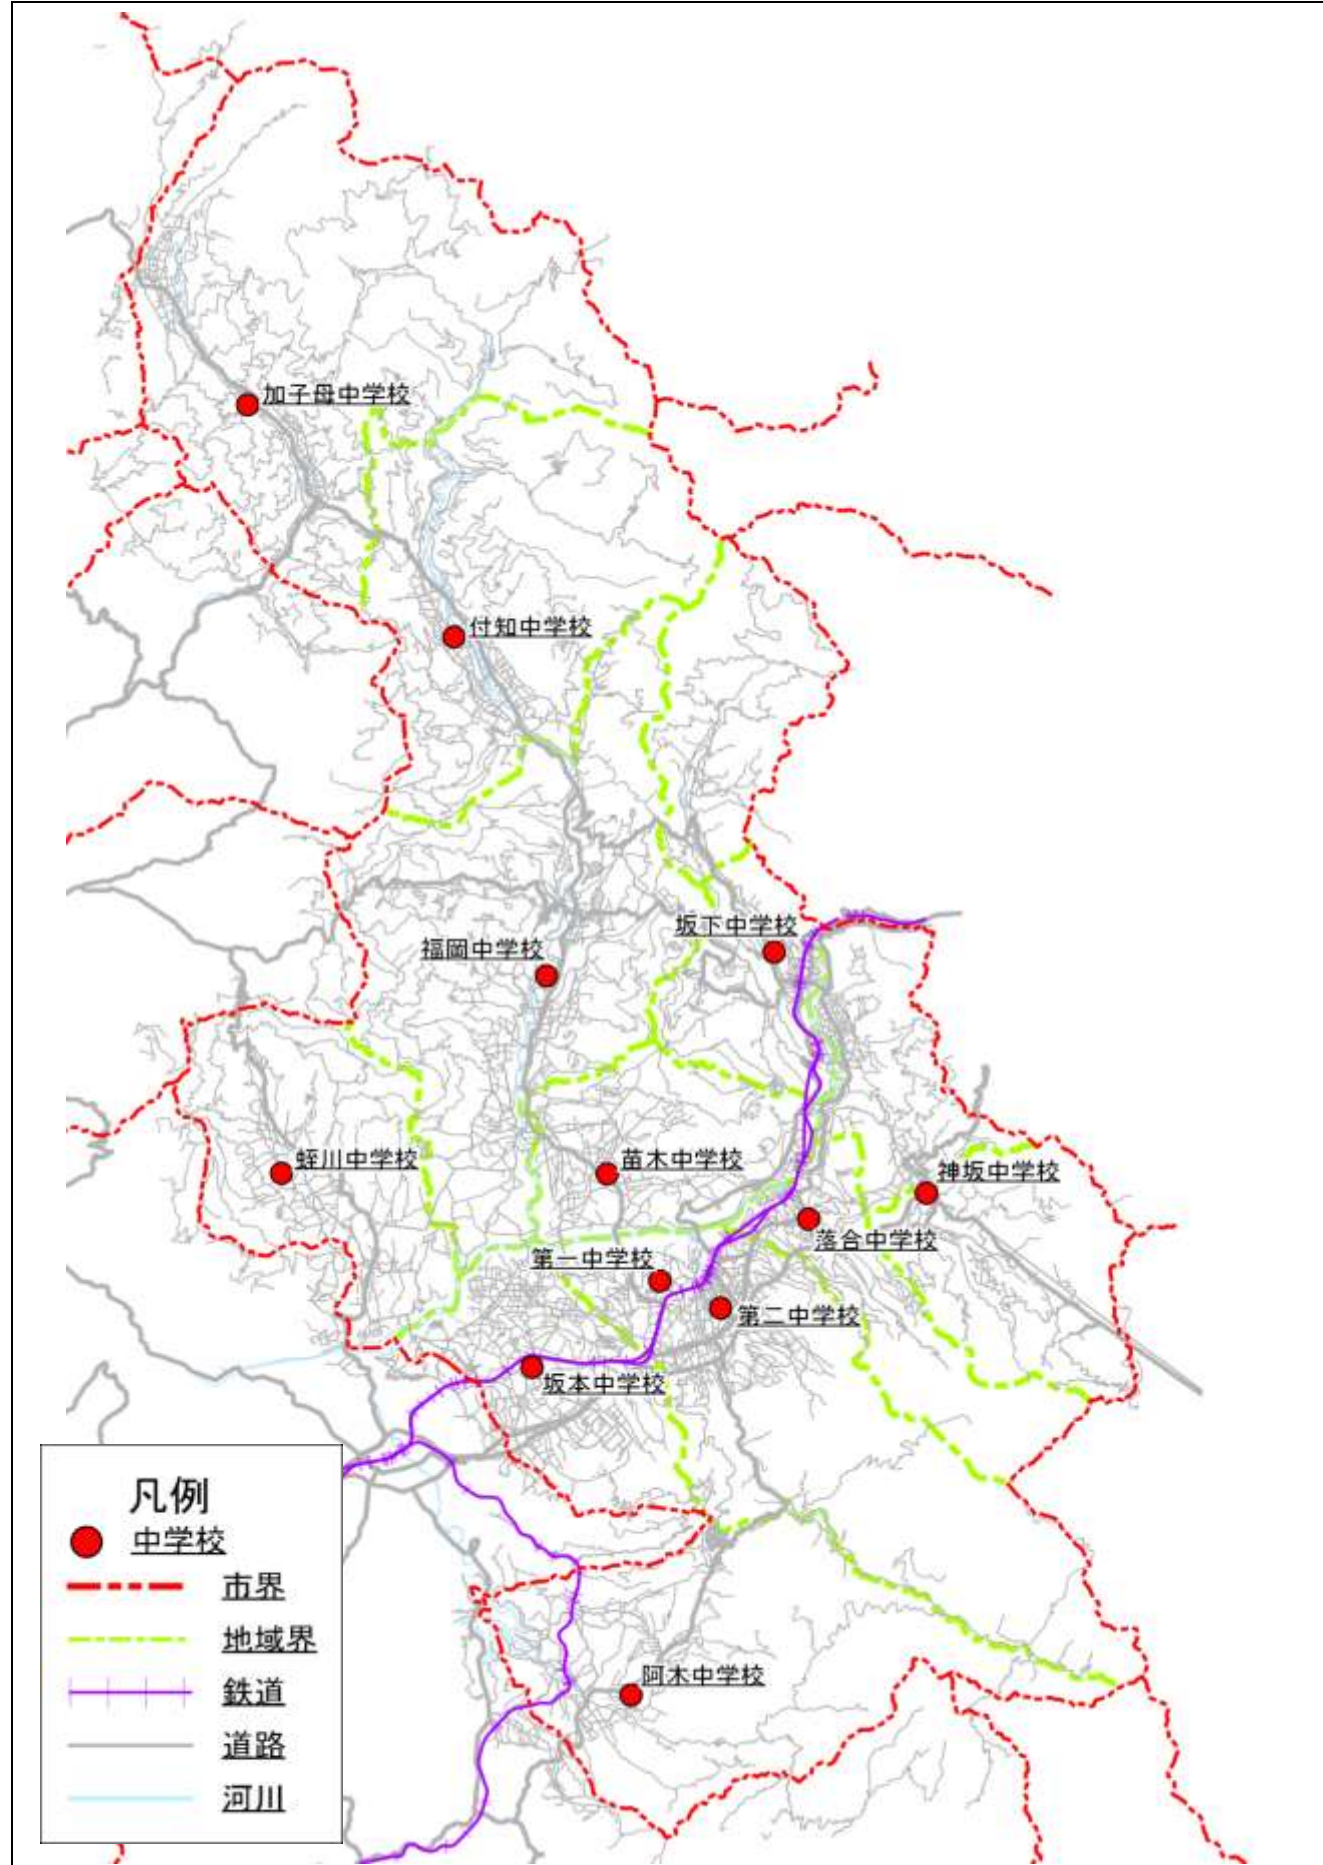 加子母中学校
付知中学校
坂下中学校
福岡中学校
蛭川中学校
苗木中学校
神坂中学校
落合中学校
第一中学校
第二中学校
坂本中学校
阿木中学校
凡例
中学校
市界
地域界
鉄道
道路
河川